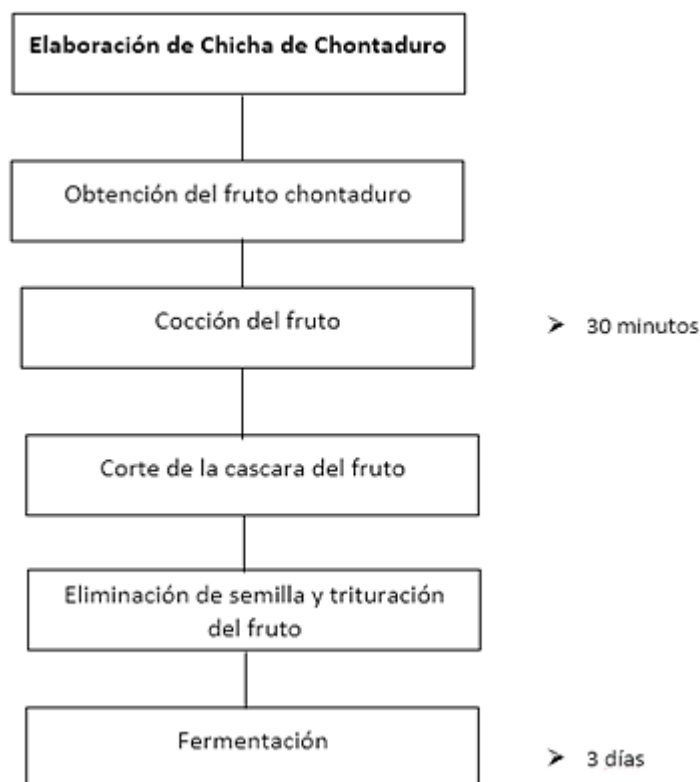 Elaboración de Chicha de Chontaduro
Obtención del fruto chontaduro
Cocción del fruto
➢ 30 minutos
Corte de la cascara del fruto
Eliminación de semilla y trituración
del fruto
Fermentación
➢ 3 días